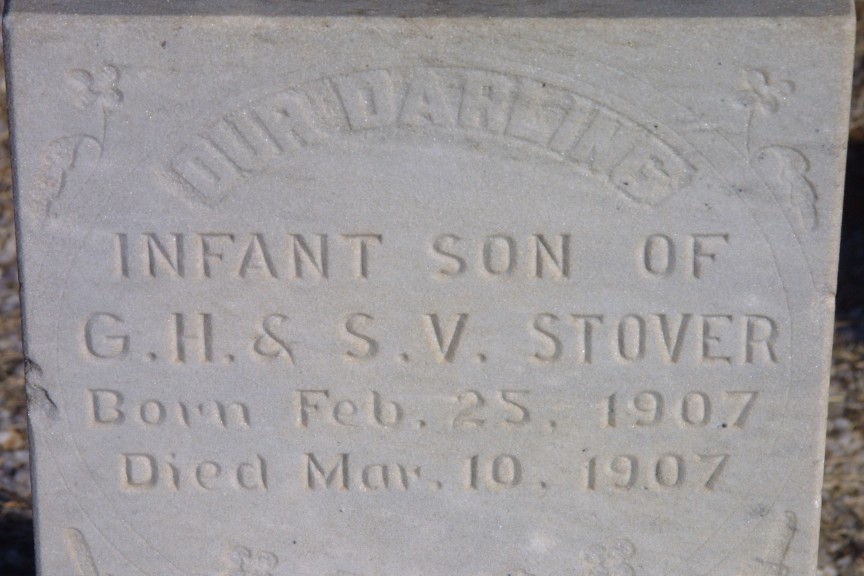 OUR DARLING
INFANT SON OF
G. H. & S. V. STOVER
Born Feb. 25, 1907
Died Mar. 10, 1907